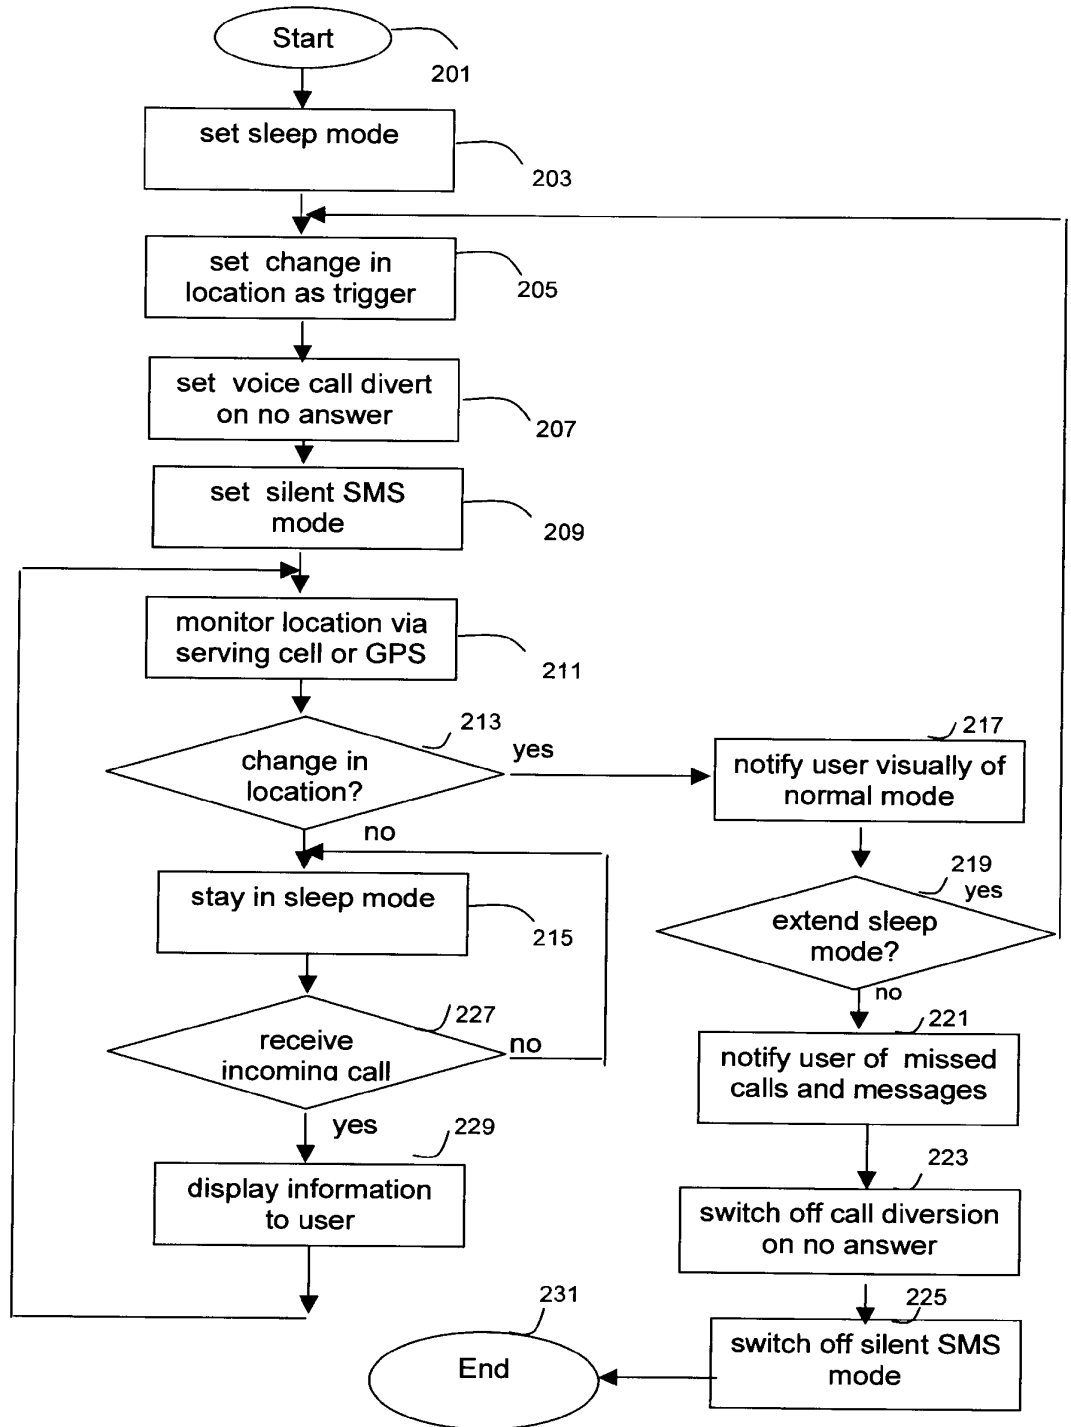 Start
201
set sleep mode
203
set change in
location as trigger
205
set voice call divert
on no answer
207
set silent SMS
mode
209
monitor location via
serving cell or GPS
211
213
change in
location?
yes
no
217
notify user visually of
normal mode
219
yes
extend sleep
mode?
no
stay in sleep mode
215
227
receive
incoming call
no
yes
221
notify user of missed
calls and messages
229
display information
to user
223
switch off call diversion
on no answer
225
switch off silent SMS
mode
231
End